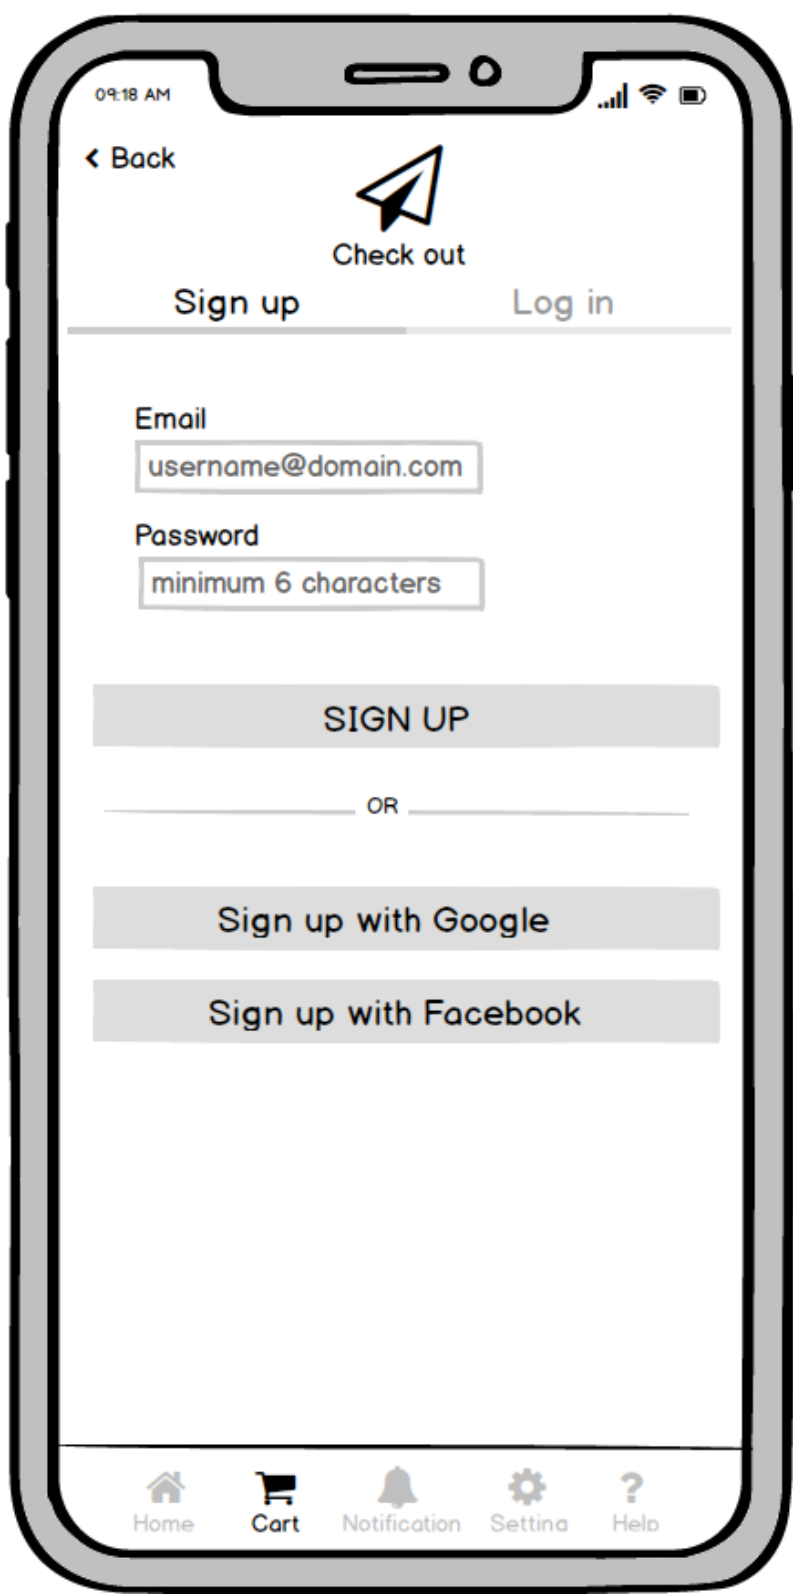 09:18 AM
Back
Check out
Sign up Log in
Email
username@domain.com
Password
minimum 6 characters
SIGN UP
OR
Sign up with Google
Sign up with Facebook
Home Cart Notification Setting Help